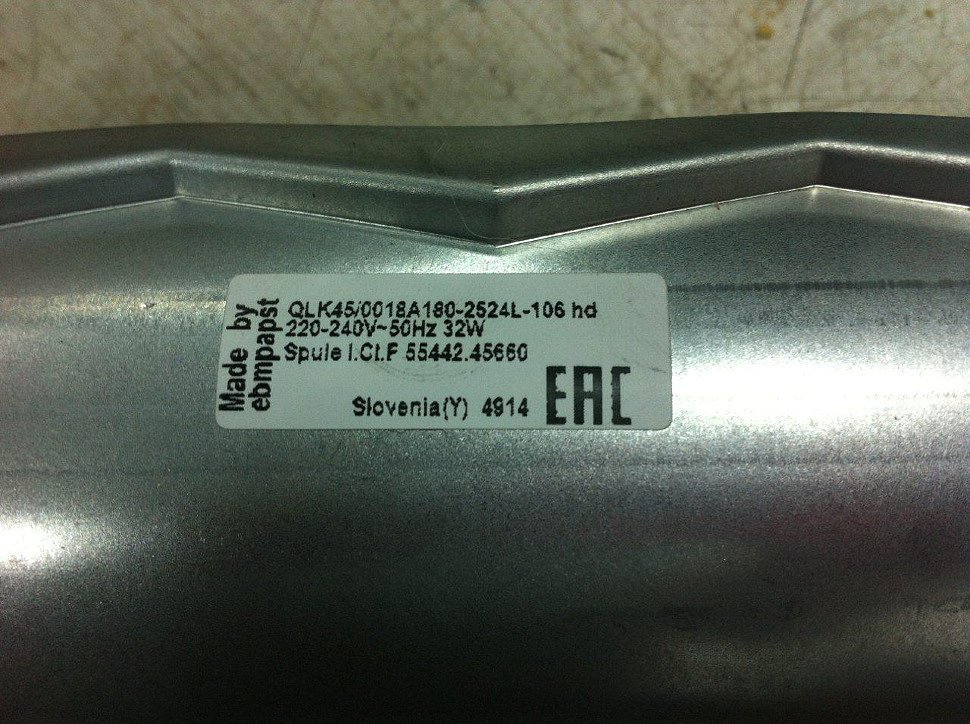 Made by
ebmpapst
QLK45/0018A180-2524L-106 hd
220-240V~50Hz 32W
Spule I.Cl.F 55442.45660
Slovenia(Y) 4914
EAC